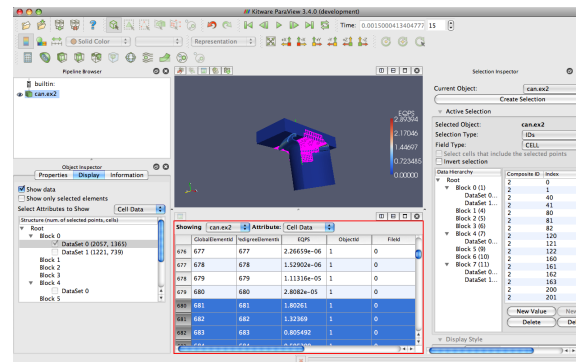 Kitware ParaView 3.4.0 (development)
Time: 0.0015000413404777 15
Solid Color
Representation
Pipeline Browser
builtin:
can.ex2
Object Inspector
Properties Display Information
Show data
Show only selected elements
Select Attributes to Show Cell Data
Structure (num. of selected points, cells)
Root
Block 0
DataSet 0 (2057, 1365)
DataSet 1 (1221, 739)
Block 1
Block 2
Block 3
Block 4
DataSet 0
Block 5
EQPS
2.89394
2.17046
1.44697
0.723485
0.00000
Showing can.ex2 Attribute: Cell Data
GlobalElementId PedigreeElementId EQPS ObjectId FileId
676 677 677 2.26659e-06 1 0
677 678 678 1.52902e-06 1 0
678 679 679 1.11316e-05 1 0
679 680 680 2.8082e-05 1 0
680 681 681 1.80261 1 0
681 682 682 1.32369 1 0
682 683 683 0.805492 1 0
Selection Inspector
Current Object: can.ex2
Create Selection
Active Selection
Selected Object: can.ex2
Selection Type: IDs
Field Type: CELL
Select cells that include the selected points
Invert selection
Data Hierarchy
Root
Block 0 (1)
DataSet 0...
DataSet 1...
Block 1 (4)
Block 2 (5)
Block 3 (6)
Block 4 (7)
DataSet 0...
Block 5 (9)
Block 6 (10)
Block 7 (11)
DataSet 0...
DataSet 1...
Composite ID Index
2 0
2 1
2 40
2 41
2 80
2 81
2 82
2 120
2 121
2 122
2 160
2 161
2 162
2 163
2 200
2 201
New Value New
Delete De
Display Style